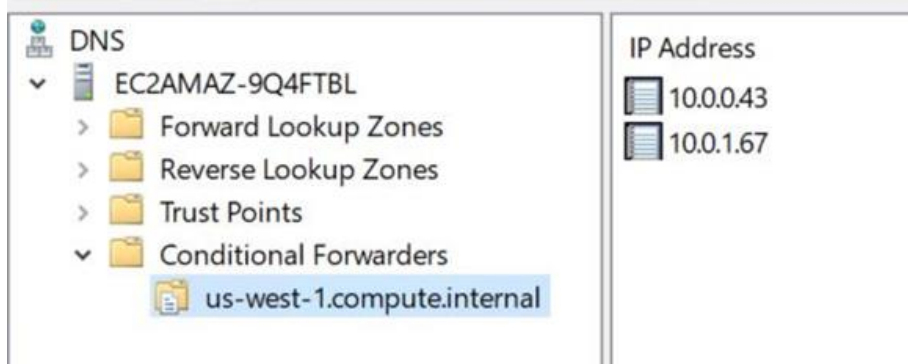 DNS
EC2AMAZ-9Q4FTBL
Forward Lookup Zones
Reverse Lookup Zones
Trust Points
Conditional Forwarders
us-west-1.compute.internal
IP Address
10.0.0.43
10.0.1.67